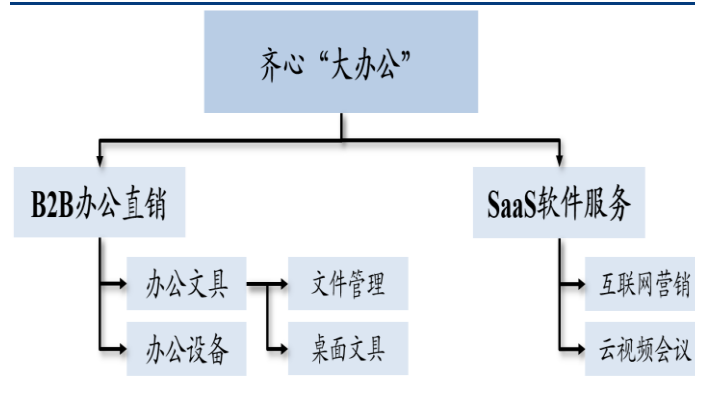 齐心“大办公”
B2B办公直销
SaaS软件服务
办公文具
文件管理
互联网营销
办公设备
桌面文具
云视频会议